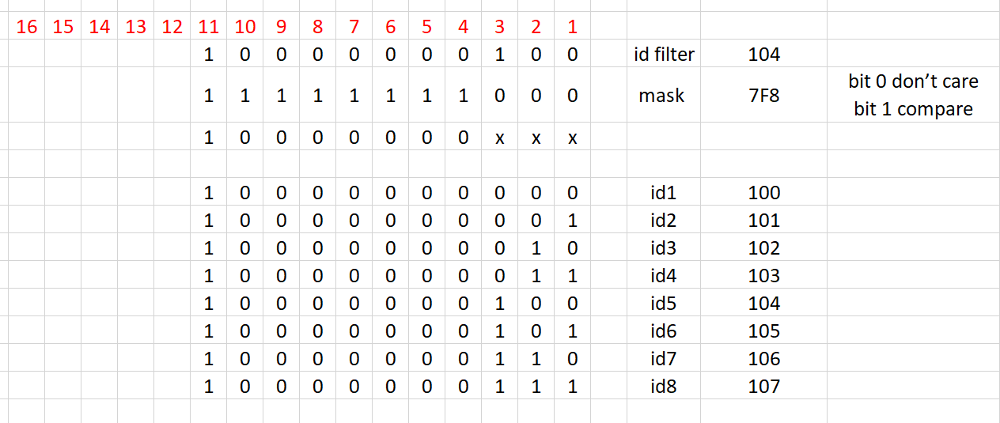 16 15 14 13 12 11 10 9 8 7 6 5 4 3 2 1
1 0 0 0 0 0 0 0 1 0 0 id filter 104
1 1 1 1 1 1 1 1 0 0 0 mask 7F8 bit 0 don’t care
bit 1 compare
1 0 0 0 0 0 0 0 x x x
1 0 0 0 0 0 0 0 0 0 0 id1 100
1 0 0 0 0 0 0 0 0 0 1 id2 101
1 0 0 0 0 0 0 0 0 1 0 id3 102
1 0 0 0 0 0 0 0 0 1 1 id4 103
1 0 0 0 0 0 0 0 1 0 0 id5 104
1 0 0 0 0 0 0 0 1 0 1 id6 105
1 0 0 0 0 0 0 0 1 1 0 id7 106
1 0 0 0 0 0 0 0 1 1 1 id8 107